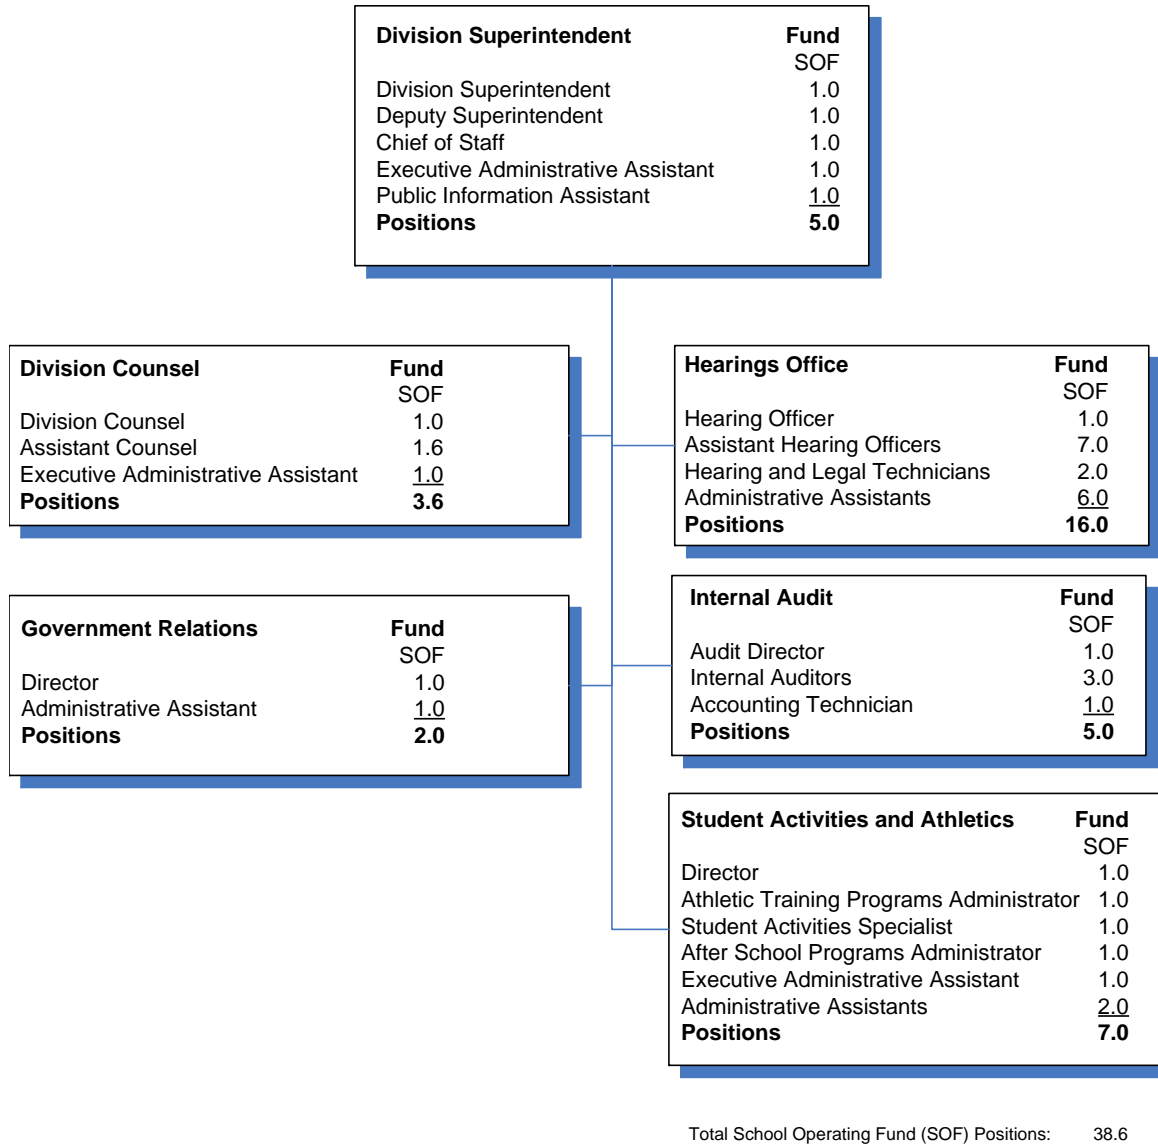 Division Superintendent Fund
SOF
Division Superintendent 1.0
Deputy Superintendent 1.0
Chief of Staff 1.0
Executive Administrative Assistant 1.0
Public Information Assistant 1.0
Positions 5.0
Division Counsel Fund
SOF
Division Counsel 1.0
Assistant Counsel 1.6
Executive Administrative Assistant 1.0
Positions 3.6
Hearings Office Fund
SOF
Hearing Officer 1.0
Assistant Hearing Officers 7.0
Hearing and Legal Technicians 2.0
Administrative Assistants 6.0
Positions 16.0
Government Relations Fund
SOF
Director 1.0
Administrative Assistant 1.0
Positions 2.0
Internal Audit Fund
SOF
Audit Director 1.0
Internal Auditors 3.0
Accounting Technician 1.0
Positions 5.0
Student Activities and Athletics Fund
SOF
Director 1.0
Athletic Training Programs Administrator 1.0
Student Activities Specialist 1.0
After School Programs Administrator 1.0
Executive Administrative Assistant 1.0
Administrative Assistants 2.0
Positions 7.0
Total School Operating Fund (SOF) Positions: 38.6